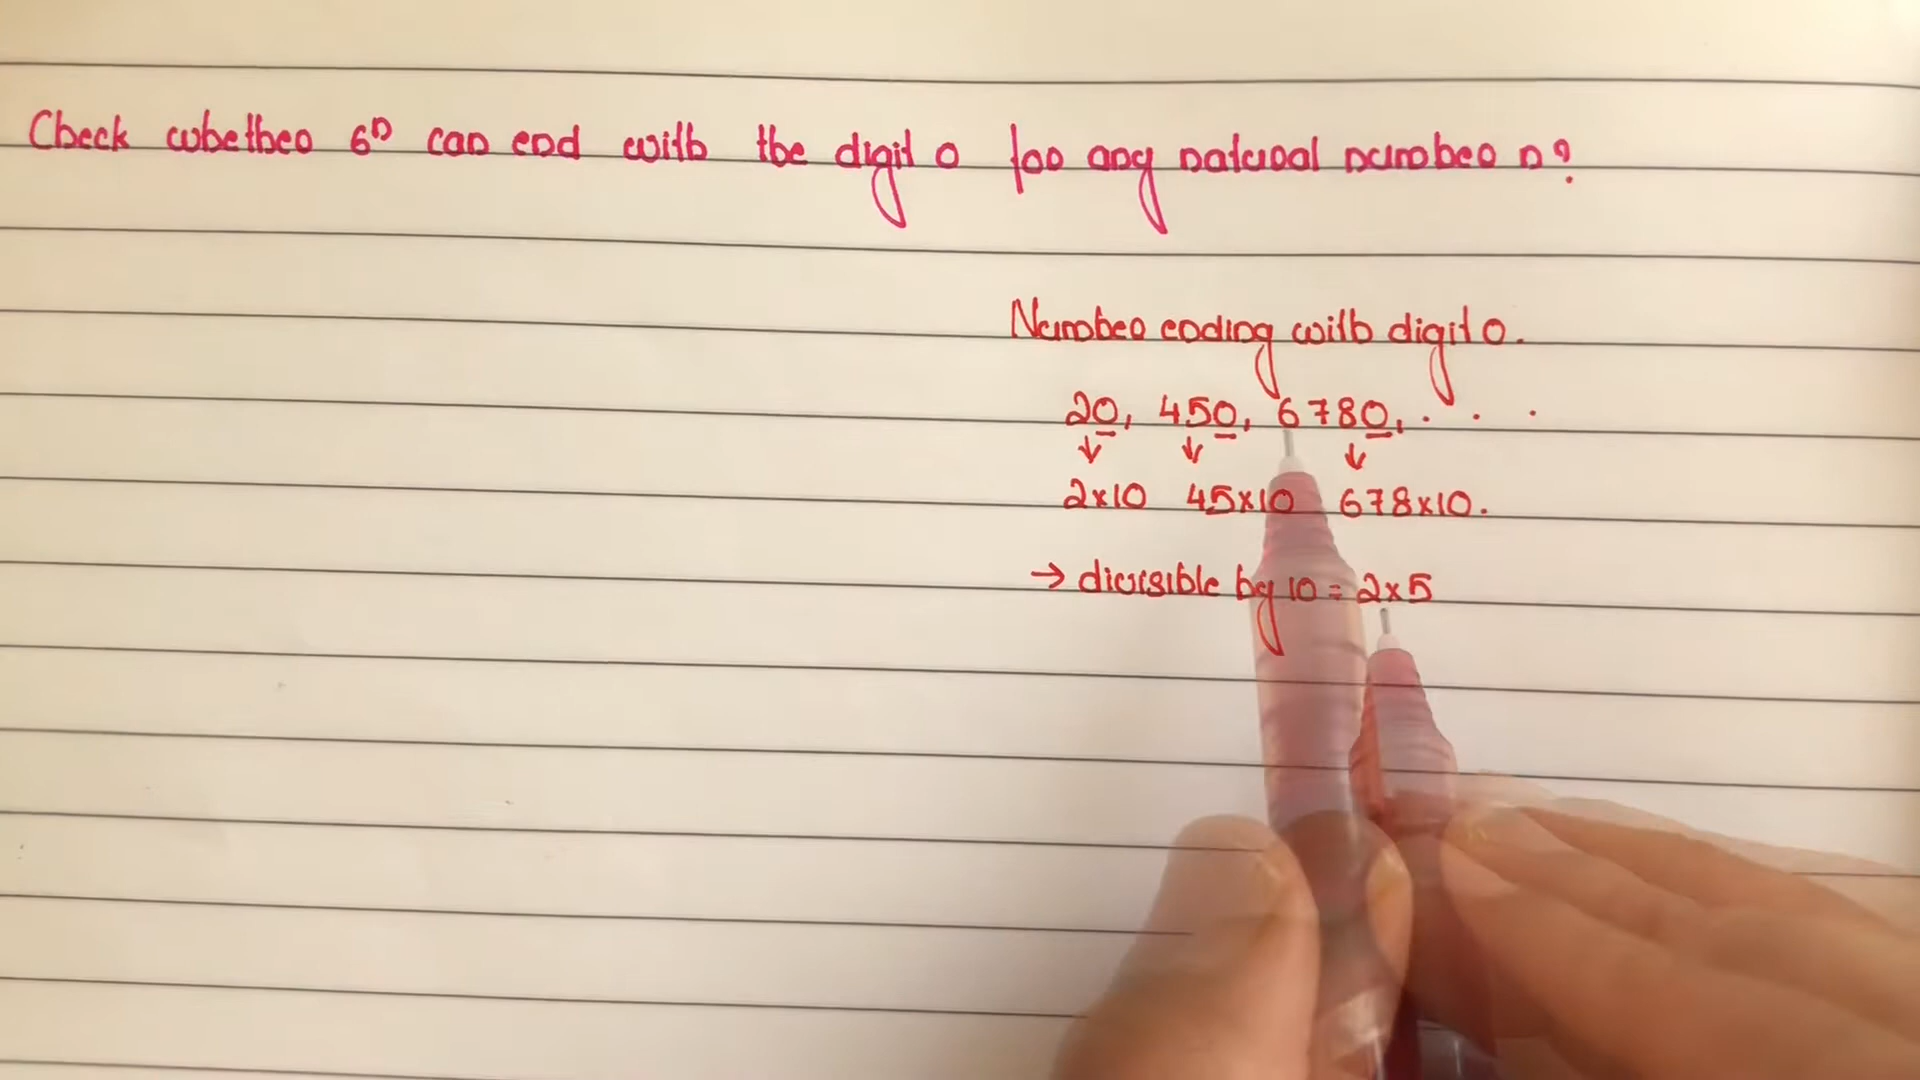 Check whether 6ⁿ can end with the digit 0 for any natural number n?
Number ending with digit 0.
20, 450, 6780, . . .
↓ ↓ ↓
2×10 45×10 678×10.
→ divisible by 10 = 2×5